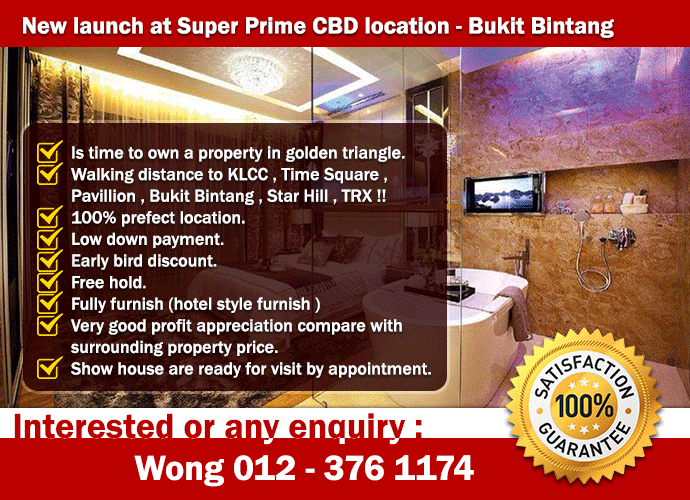 New launch at Super Prime CBD location - Bukit Bintang
Is time to own a property in golden triangle.
Walking distance to KLCC , Time Square ,
Pavillion , Bukit Bintang , Star Hill , TRX !!
100% prefect location.
Low down payment.
Early bird discount.
Free hold.
Fully furnish (hotel style furnish )
Very good profit appreciation compare with
surrounding property price.
Show house are ready for visit by appointment.
SATISFACTION
100%
GUARANTEE
Interested or any enquiry :
Wong 012 - 376 1174